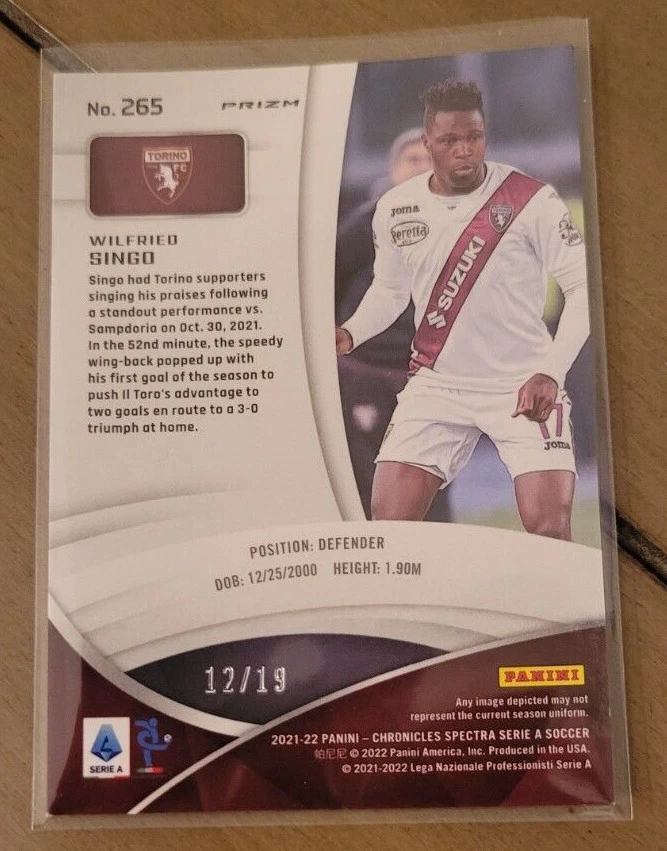 No. 265
PRIZM
TORINO
FC
WILFRIED
SINGO
Singo had Torino supporters
singing his praises following
a standout performance vs.
Sampdoria on Oct. 30, 2021.
In the 52nd minute, the speedy
wing-back popped up with
his first goal of the season to
push Il Toro's advantage to
two goals en route to a 3-0
triumph at home.
Joma
Beretta
SUZUKI
17
Joma
POSITION: DEFENDER
DOB: 12/25/2000 HEIGHT: 1.90M
12/19
PANINI
Any image depicted may not
represent the current season uniform.
2021-22 PANINI – CHRONICLES SPECTRA SERIE A SOCCER
帕尼尼 © 2022 Panini America, Inc. Produced in the USA.
© 2021-2022 Lega Nazionale Professionisti Serie A
SERIE A